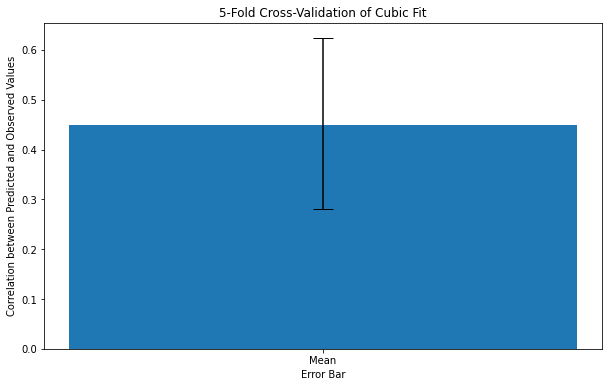 5-Fold Cross-Validation of Cubic Fit
Correlation between Predicted and Observed Values
0.6
0.5
0.4
0.3
0.2
0.1
0.0
Mean
Error Bar